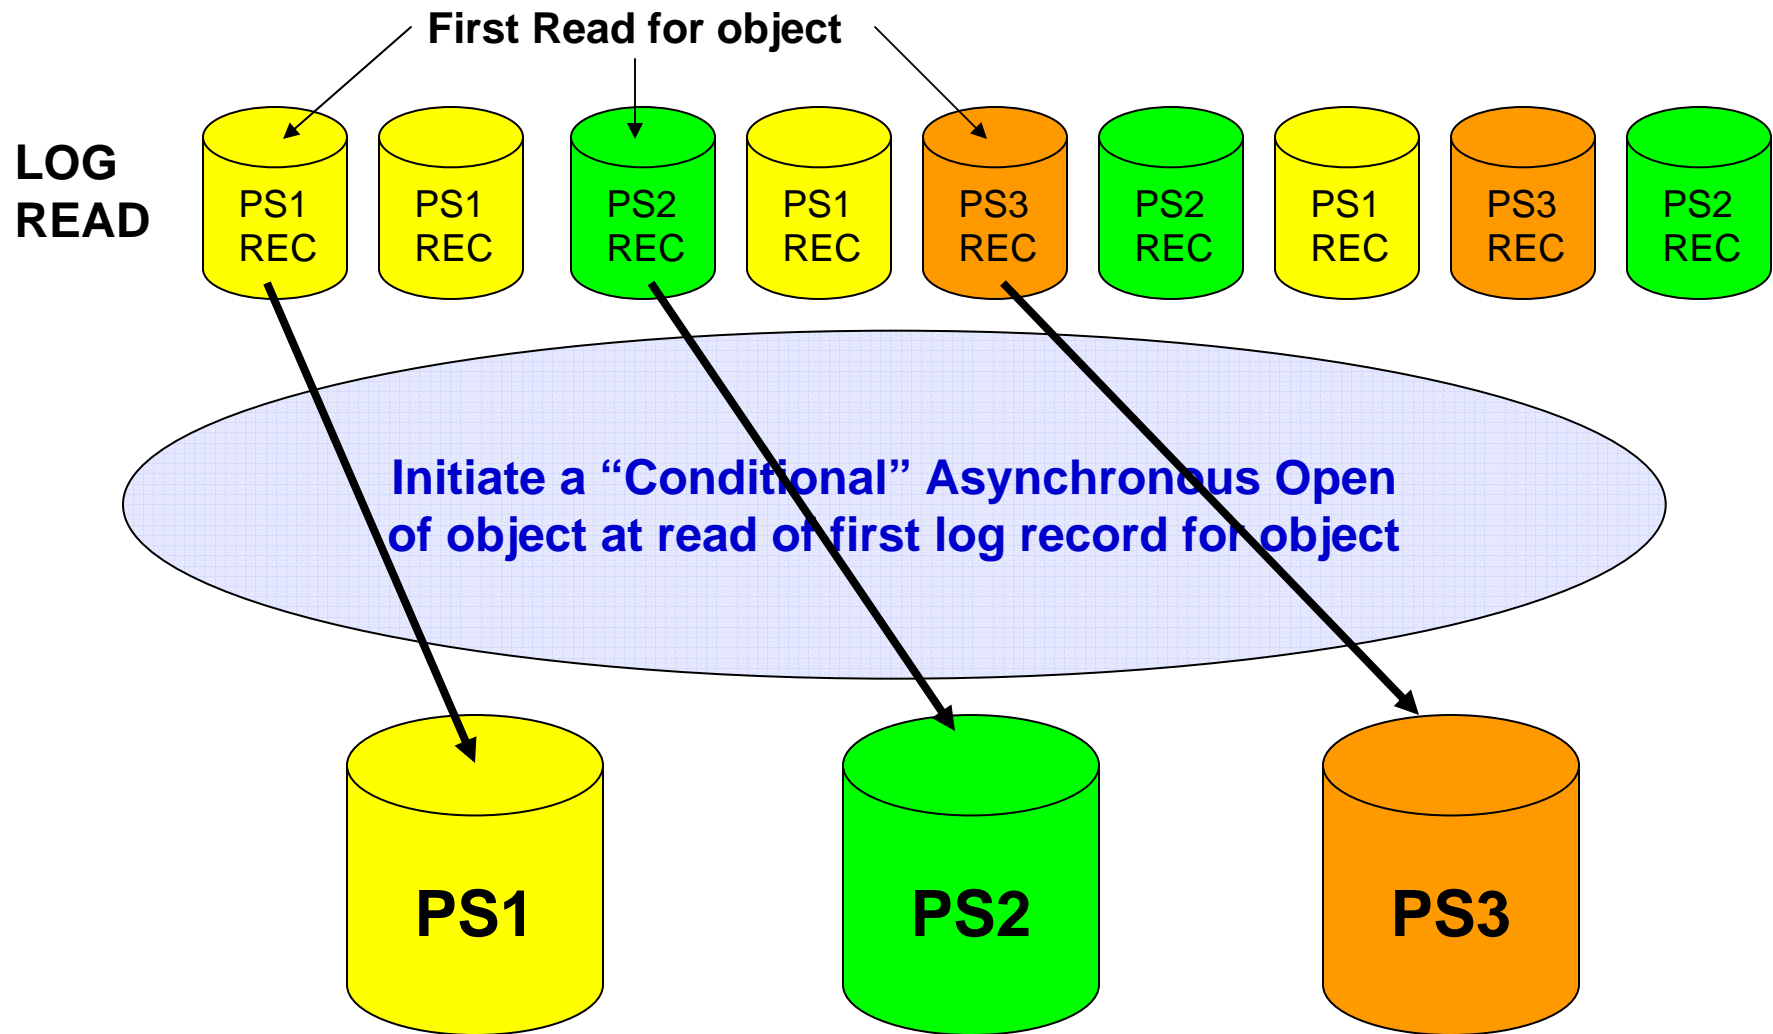 First Read for object
LOG
READ
PS1
REC
PS1
REC
PS2
REC
PS1
REC
PS3
REC
PS2
REC
PS1
REC
PS3
REC
PS2
REC
Initiate a “Conditional” Asynchronous Open
of object at read of first log record for object
PS1
PS2
PS3